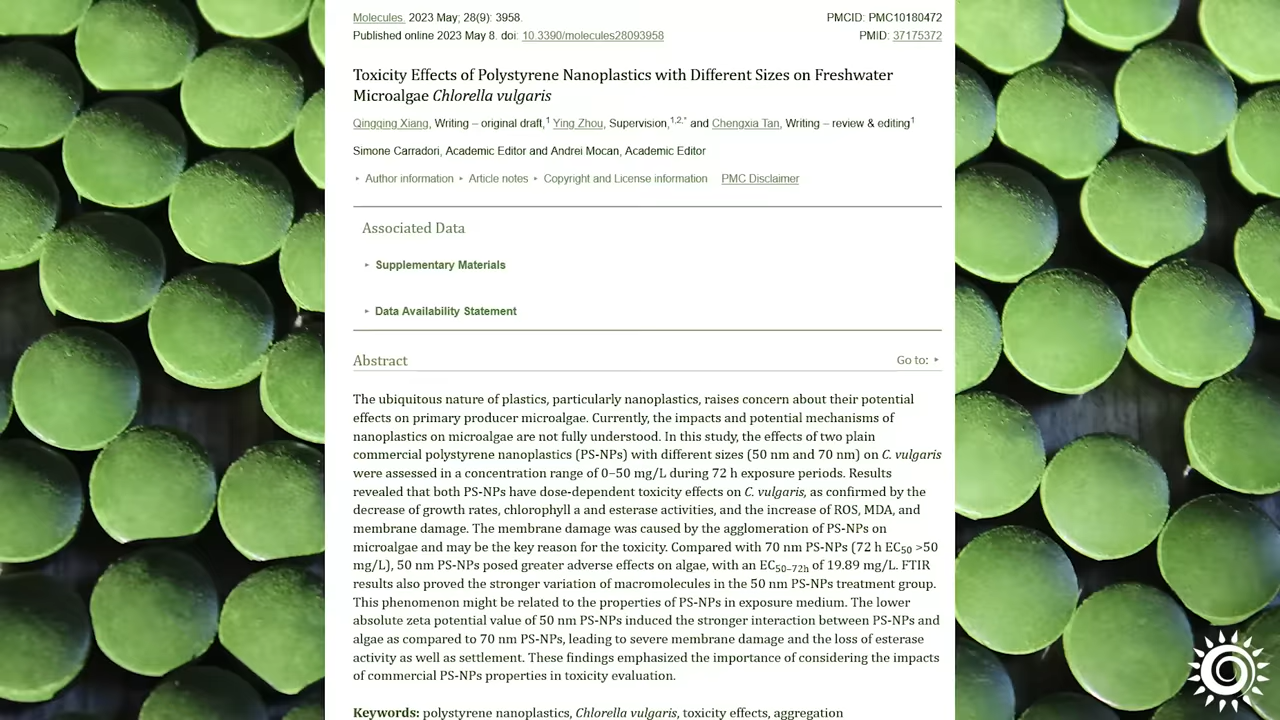 Molecules. 2023 May; 28(9): 3958.
PMCID: PMC10180472
Published online 2023 May 8. doi: 10.3390/molecules28093958
PMID: 37175372
Toxicity Effects of Polystyrene Nanoplastics with Different Sizes on Freshwater
Microalgae Chlorella vulgaris
Qingqing Xiang, Writing – original draft,1 Ying Zhou, Supervision,1,2,* and Chengxia Tan, Writing – review & editing1
Simone Carradori, Academic Editor and Andrei Mocan, Academic Editor
▸ Author information ▸ Article notes ▸ Copyright and License information PMC Disclaimer
Associated Data
▸ Supplementary Materials
▸ Data Availability Statement
Abstract
Go to: ▸
The ubiquitous nature of plastics, particularly nanoplastics, raises concern about their potential
effects on primary producer microalgae. Currently, the impacts and potential mechanisms of
nanoplastics on microalgae are not fully understood. In this study, the effects of two plain
commercial polystyrene nanoplastics (PS-NPs) with different sizes (50 nm and 70 nm) on C. vulgaris
were assessed in a concentration range of 0–50 mg/L during 72 h exposure periods. Results
revealed that both PS-NPs have dose-dependent toxicity effects on C. vulgaris, as confirmed by the
decrease of growth rates, chlorophyll a and esterase activities, and the increase of ROS, MDA, and
membrane damage. The membrane damage was caused by the agglomeration of PS-NPs on
microalgae and may be the key reason for the toxicity. Compared with 70 nm PS-NPs (72 h EC50 >50
mg/L), 50 nm PS-NPs posed greater adverse effects on algae, with an EC50–72h of 19.89 mg/L. FTIR
results also proved the stronger variation of macromolecules in the 50 nm PS-NPs treatment group.
This phenomenon might be related to the properties of PS-NPs in exposure medium. The lower
absolute zeta potential value of 50 nm PS-NPs induced the stronger interaction between PS-NPs and
algae as compared to 70 nm PS-NPs, leading to severe membrane damage and the loss of esterase
activity as well as settlement. These findings emphasized the importance of considering the impacts
of commercial PS-NPs properties in toxicity evaluation.
Keywords: polystyrene nanoplastics, Chlorella vulgaris, toxicity effects, aggregation